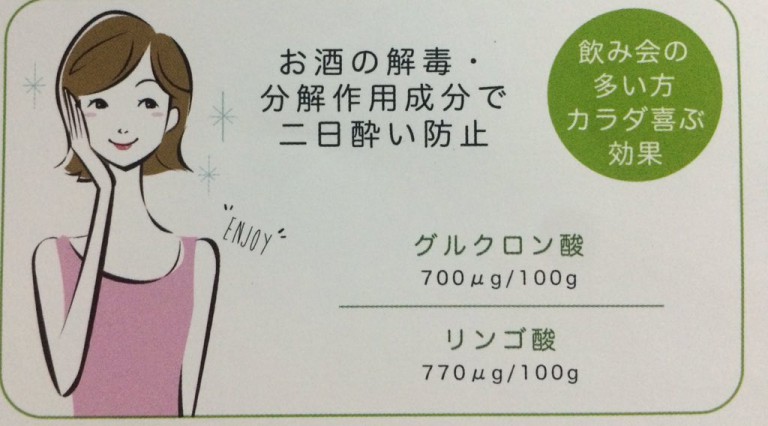 お酒の解毒・
分解作用成分で
二日酔い防止
飲み会の
多い方
カラダ喜ぶ
効果
"ENJOY"
グルクロン酸
700μg/100g
リンゴ酸
770μg/100g